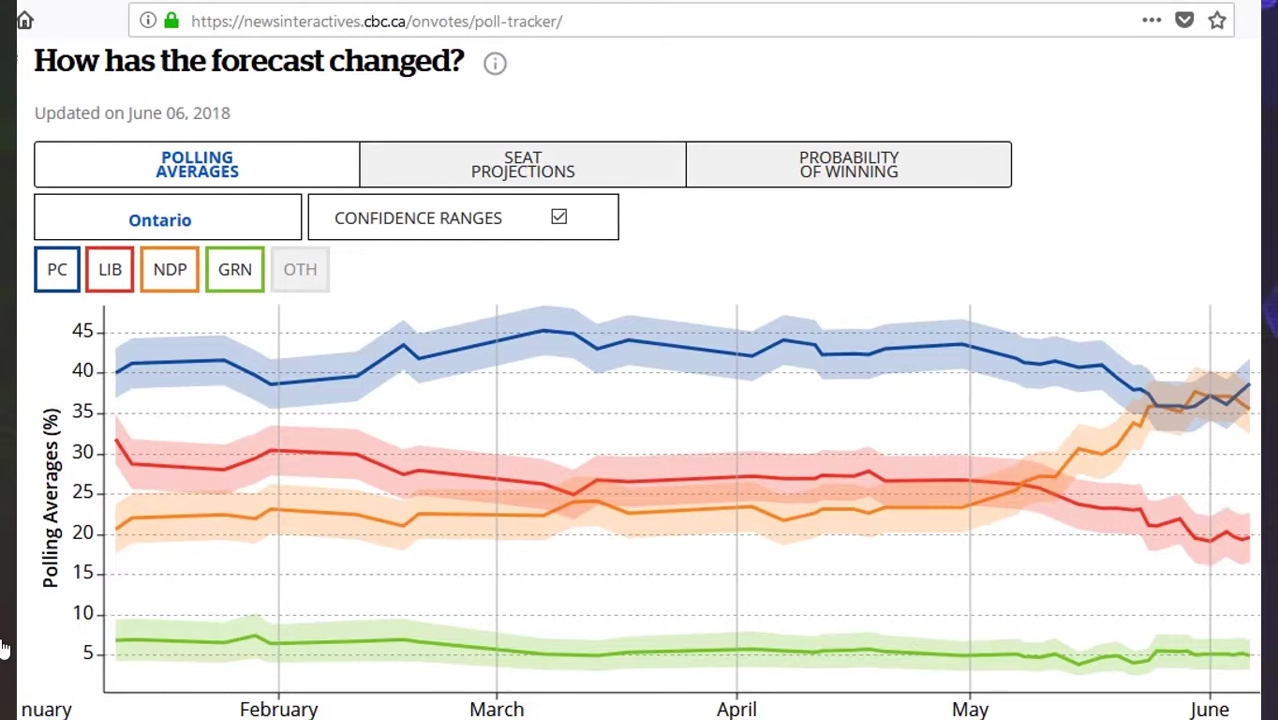 https://newsinteractives.cbc.ca/onvotes/poll-tracker/
How has the forecast changed?
Updated on June 06, 2018
POLLING
AVERAGES
SEAT
PROJECTIONS
PROBABILITY
OF WINNING
Ontario
CONFIDENCE RANGES
PC
LIB
NDP
GRN
OTH
Polling Averages (%)
45
40
35
30
25
20
15
10
5
nuary
February
March
April
May
June